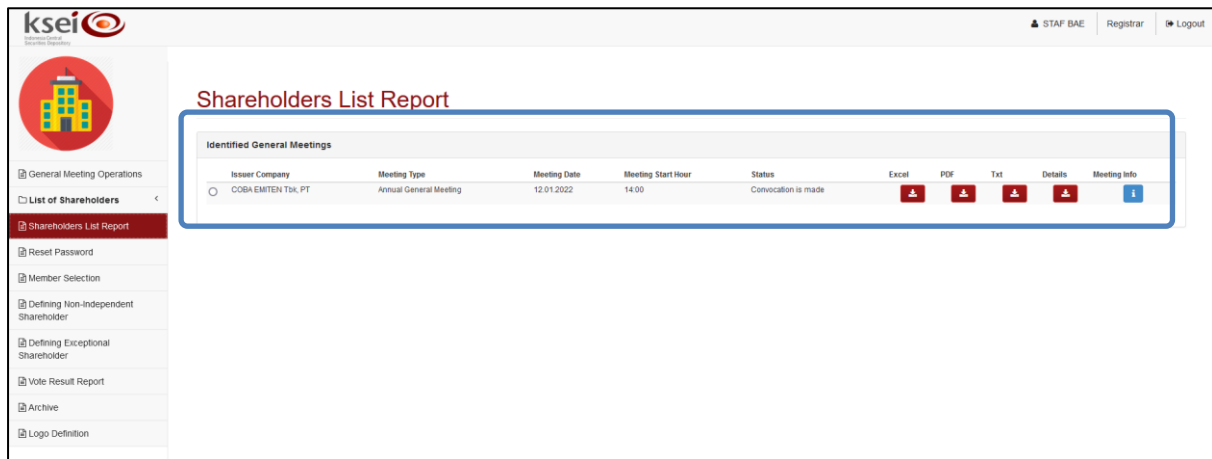 ksei
Indonesia Central
Securities Depository
STAF BAE Registrar Logout
Shareholders List Report
Identified General Meetings
Issuer Company Meeting Type Meeting Date Meeting Start Hour Status Excel PDF Txt Details Meeting Info
COBA EMITEN Tbk, PT Annual General Meeting 12.01.2022 14:00 Convocation is made
General Meeting Operations
List of Shareholders
Shareholders List Report
Reset Password
Member Selection
Defining Non-Independent
Shareholder
Defining Exceptional
Shareholder
Vote Result Report
Archive
Logo Definition